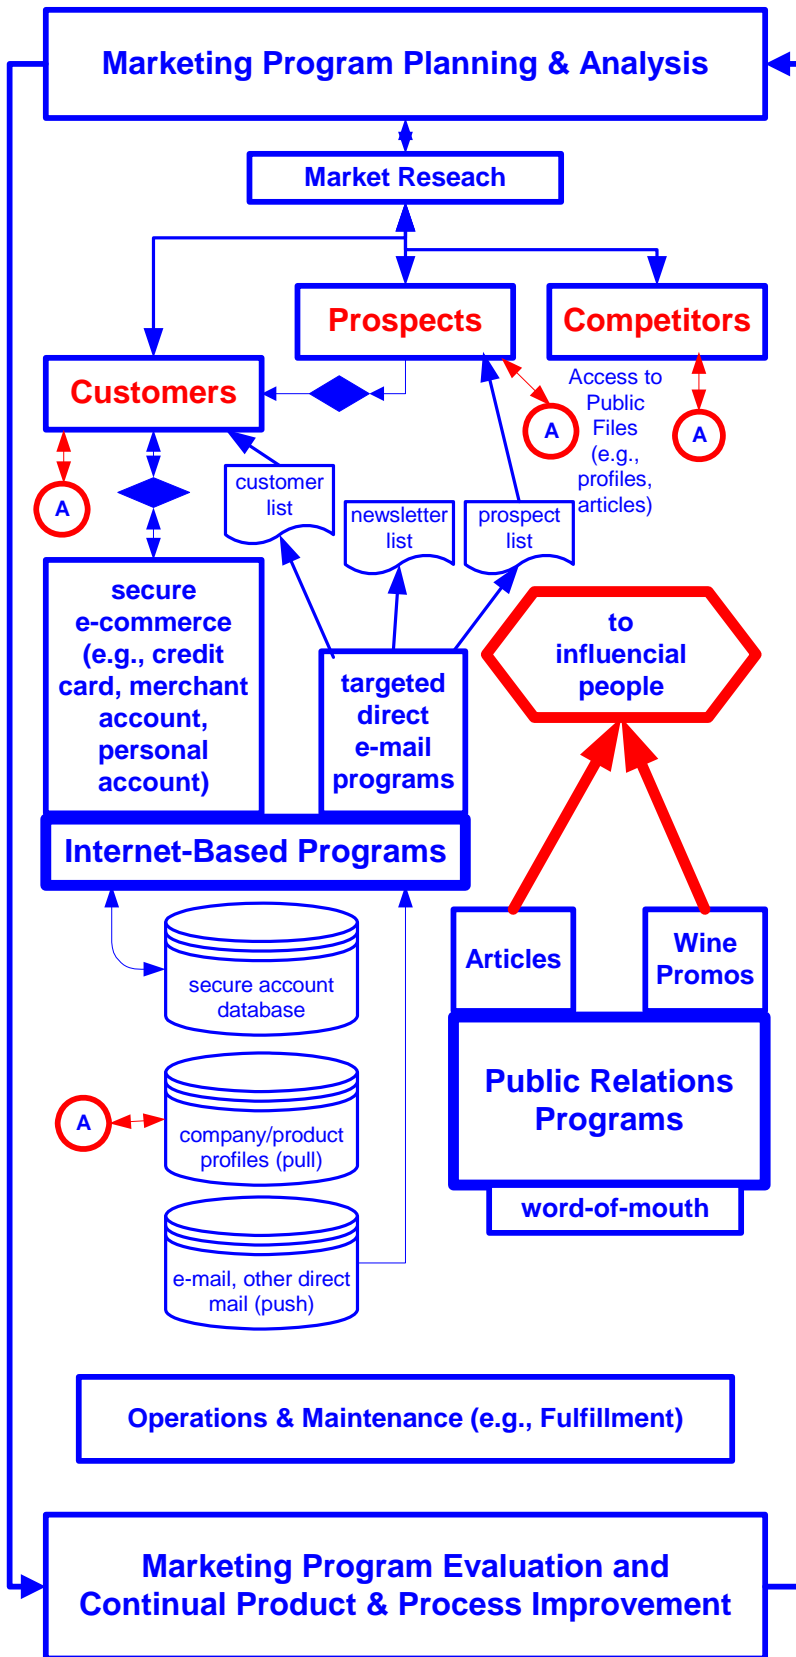 Marketing Program Planning & Analysis
Market Reseach
Prospects
Competitors
Customers
Access to
Public
Files
(e.g.,
profiles,
articles)
A
A
A
customer
list
newsletter
list
prospect
list
secure
e-commerce
(e.g., credit
card, merchant
account,
personal
account)
targeted
direct
e-mail
programs
to
influencial
people
Internet-Based Programs
Articles
Wine
Promos
secure account
database
Public Relations
Programs
A
company/product
profiles (pull)
word-of-mouth
e-mail, other direct
mail (push)
Operations & Maintenance (e.g., Fulfillment)
Marketing Program Evaluation and
Continual Product & Process Improvement